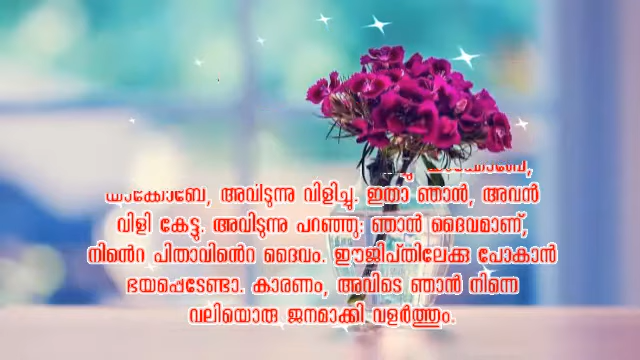 യാക്കോബേ, അവിടുന്നു വിളിച്ചു. ഇതാ ഞാൻ, അവൻ
വിളി കേട്ടു. അവിടുന്നു പറഞ്ഞു: ഞാൻ ദൈവമാണ്,
നിൻെറ പിതാവിൻെറ ദൈവം. ഈജിപ്തിലേക്കു പോകാൻ
ഭയപ്പെടേണ്ടാ. കാരണം, അവിടെ ഞാൻ നിന്നെ
വലിയൊരു ജനമാക്കി വളർത്തും.